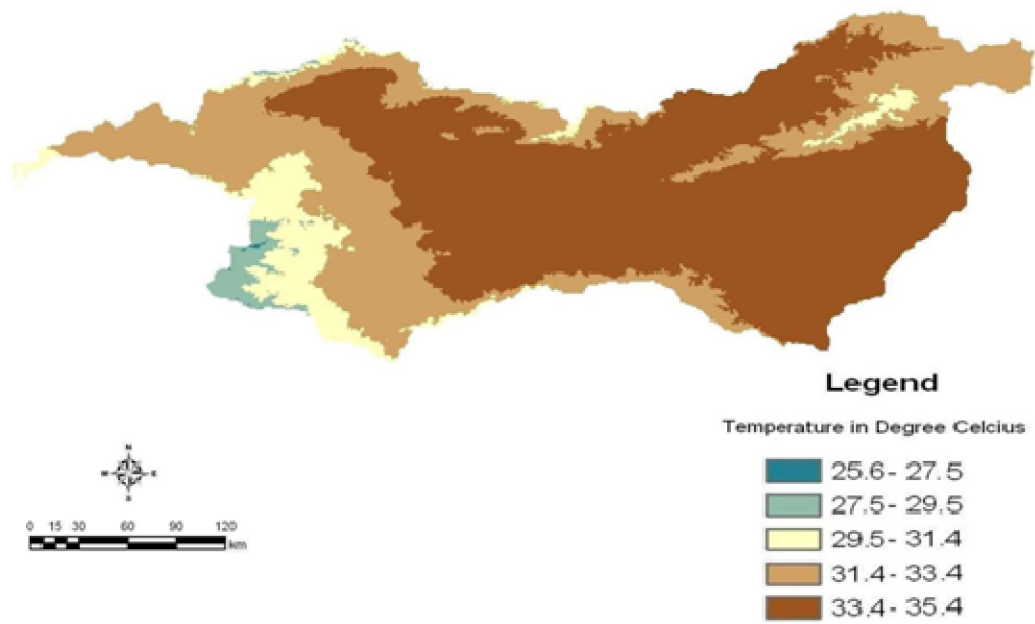 Legend
Temperature in Degree Celcius
25.6 - 27.5
27.5 - 29.5
29.5 - 31.4
31.4 - 33.4
33.4 - 35.4
N
W E
S
0 15 30 60 90 120
km